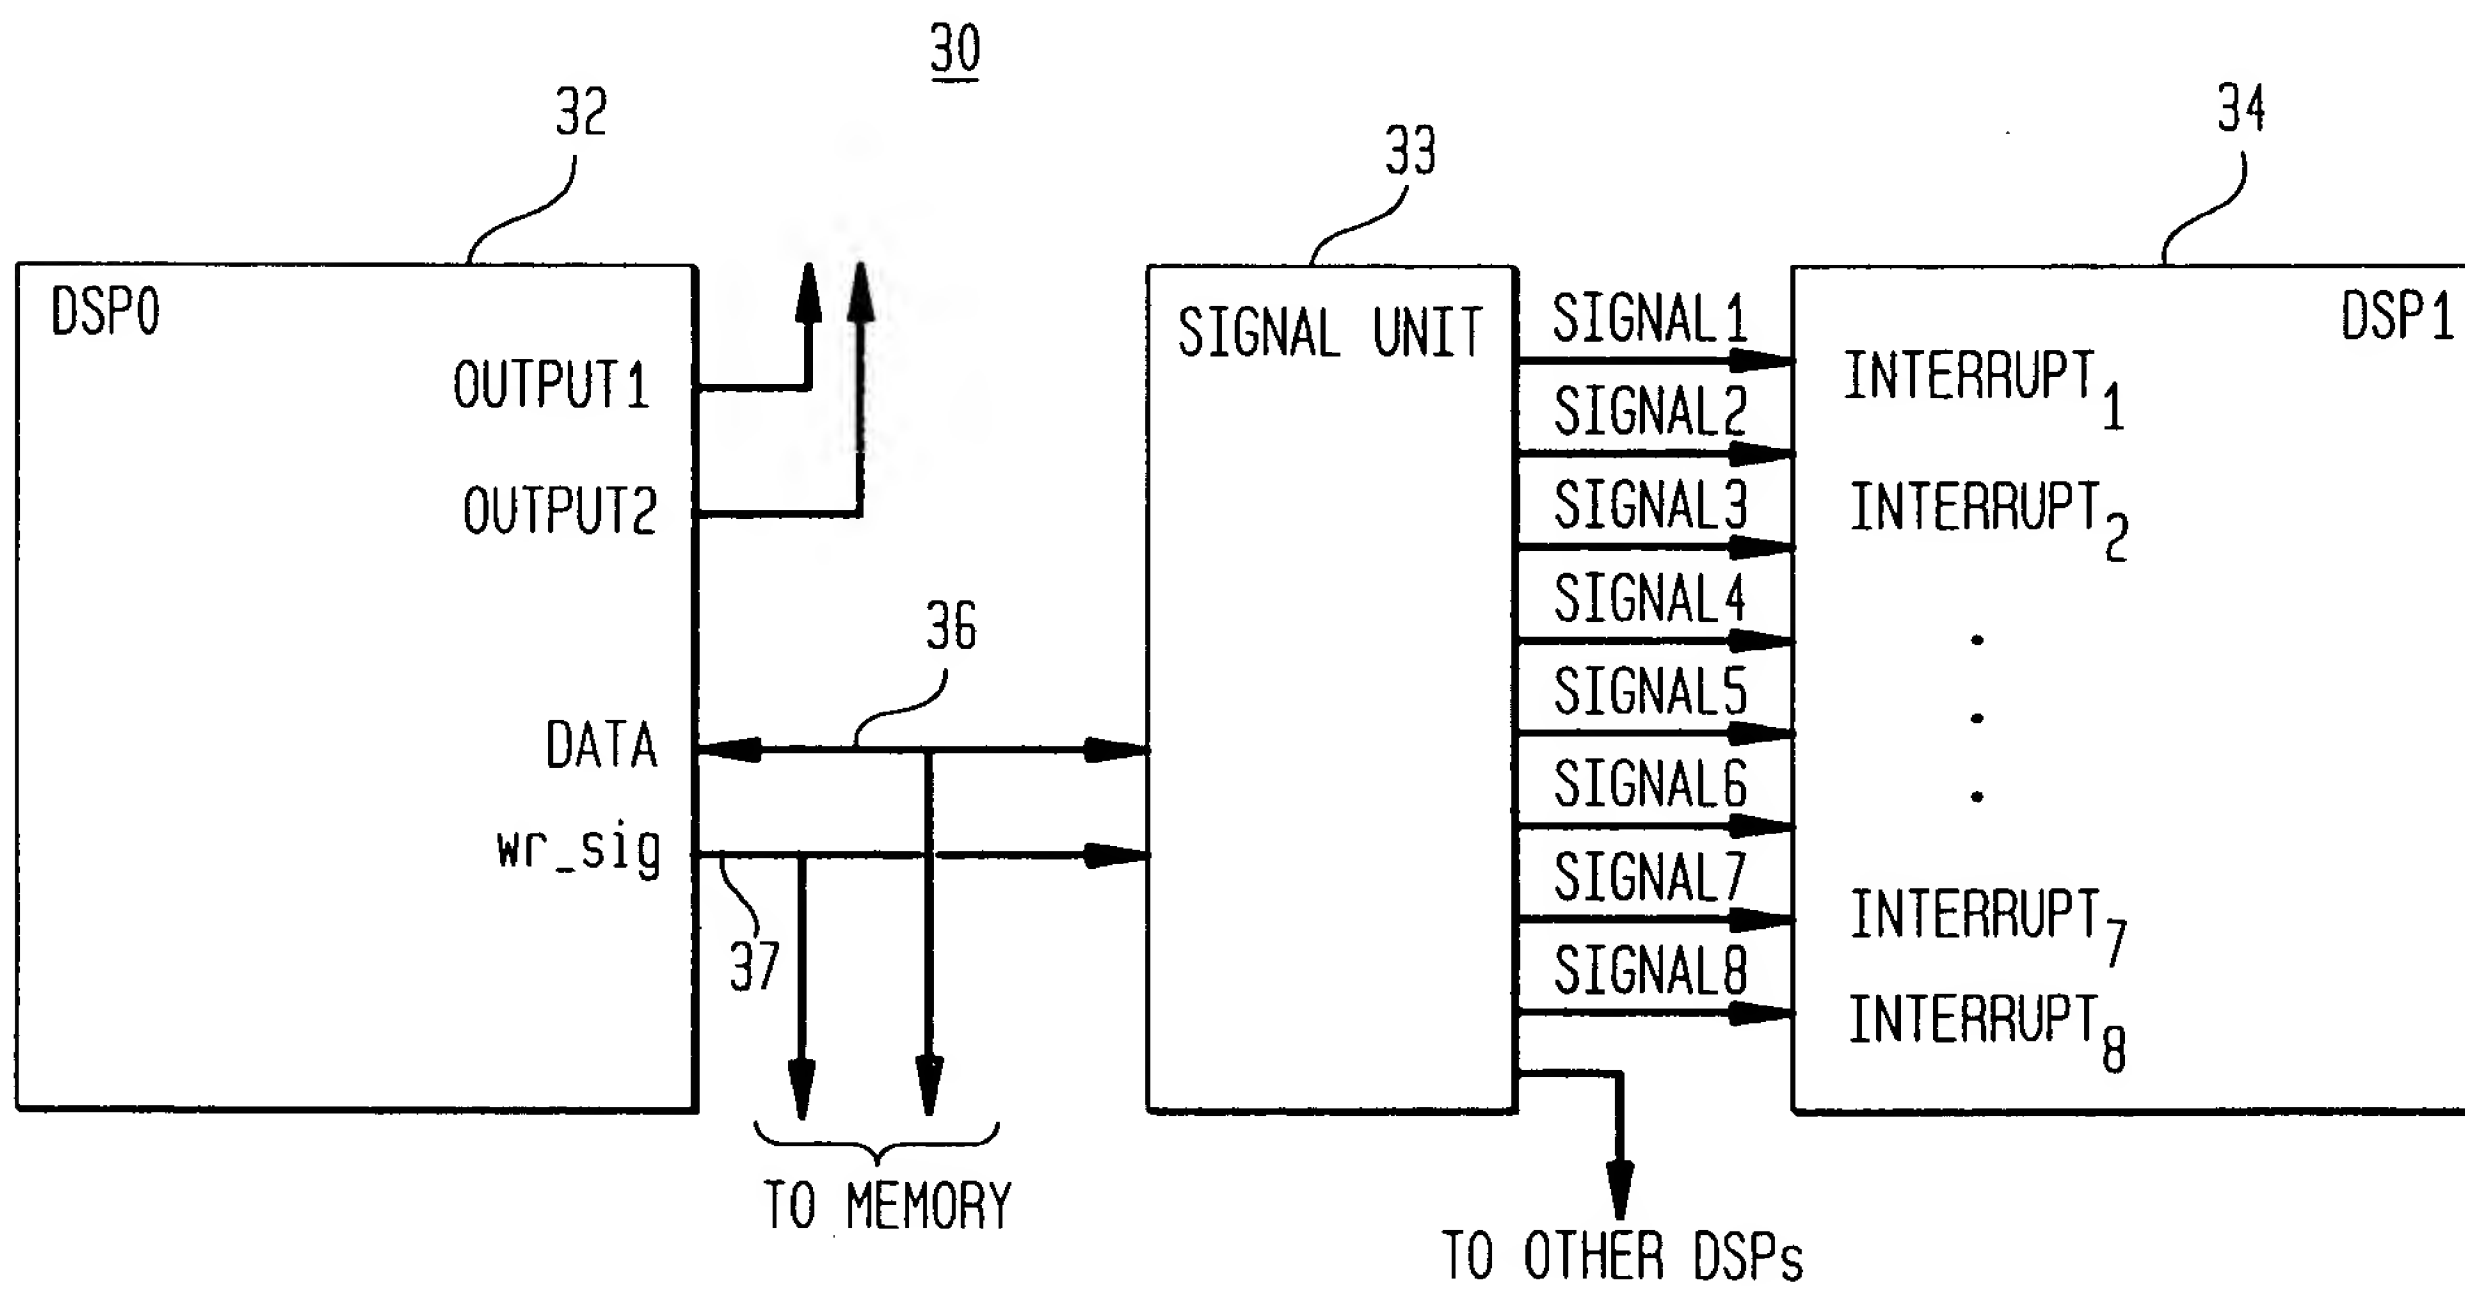 30
32
33
34
DSP0
OUTPUT1
OUTPUT2
DATA
wr_sig
36
37
TO MEMORY
SIGNAL UNIT
SIGNAL1
SIGNAL2
SIGNAL3
SIGNAL4
SIGNAL5
SIGNAL6
SIGNAL7
SIGNAL8
TO OTHER DSPs
DSP1
INTERRUPT1
INTERRUPT2
INTERRUPT7
INTERRUPT8